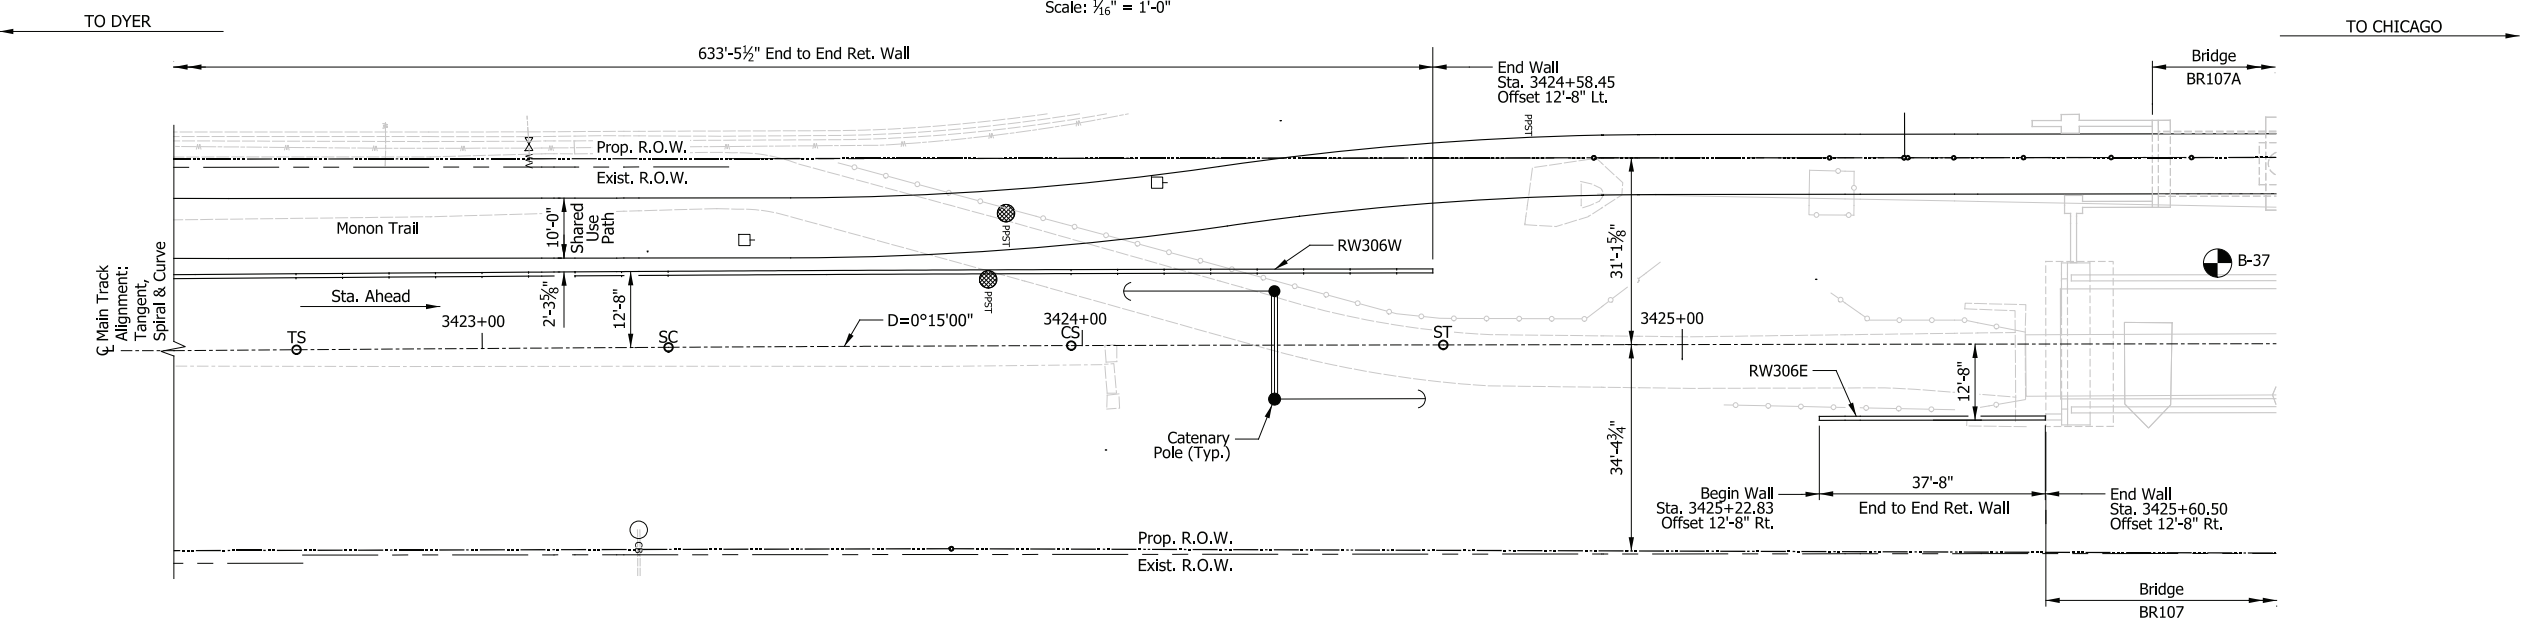 Scale: 1/16" = 1'-0"
TO DYER
TO CHICAGO
633'-5½" End to End Ret. Wall
End Wall
Sta. 3424+58.45
Offset 12'-8" Lt.
Bridge
BR107A
PPST
Prop. R.O.W.
Exist. R.O.W.
Monon Trail
10'-0"
Shared
Use
Path
PPST
RW306W
31'-1⅝"
B-37
℄ Main Track
Alignment:
Tangent,
Spiral & Curve
Sta. Ahead
2'-3⅝"
12'-8"
PPST
TS
3423+00
SC
D=0°15'00"
3424+00
CS
ST
3425+00
RW306E
12'-8"
Catenary
Pole (Typ.)
34'-4¾"
Begin Wall
Sta. 3425+22.83
Offset 12'-8" Rt.
37'-8"
End to End Ret. Wall
End Wall
Sta. 3425+60.50
Offset 12'-8" Rt.
CB
Prop. R.O.W.
Exist. R.O.W.
Bridge
BR107